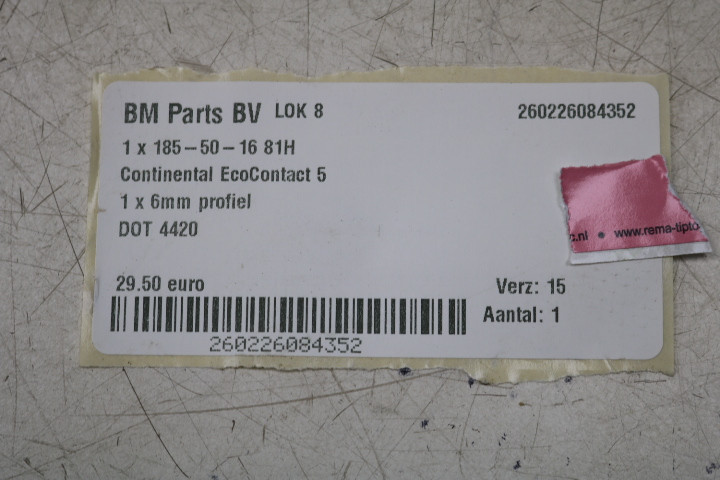 BM Parts BV LOK 8 260226084352
1 x 185-50-16 81H
Continental EcoContact 5
1 x 6mm profiel
DOT 4420
c.nl • www.rema-tipto
29.50 euro Verz: 15
Aantal: 1
260226084352